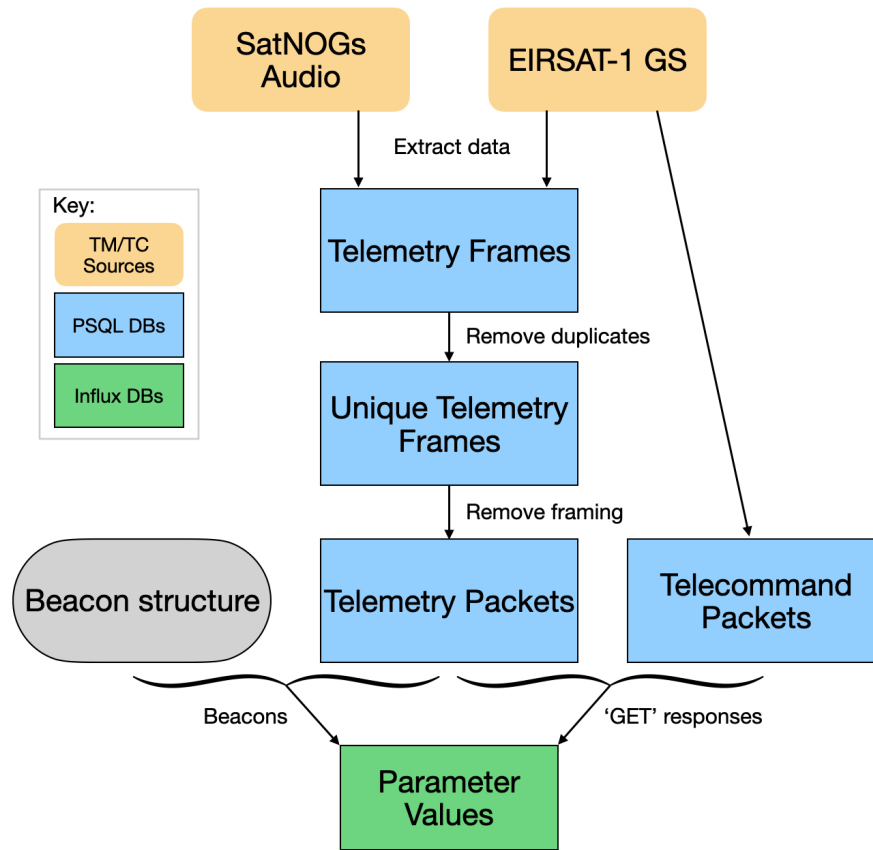 SatNOGs
Audio
EIRSAT-1 GS
Extract data
Key:
TM/TC
Sources
PSQL DBs
Influx DBs
Telemetry Frames
Remove duplicates
Unique Telemetry
Frames
Remove framing
Beacon structure
Telemetry Packets
Telecommand
Packets
Beacons
‘GET’ responses
Parameter
Values